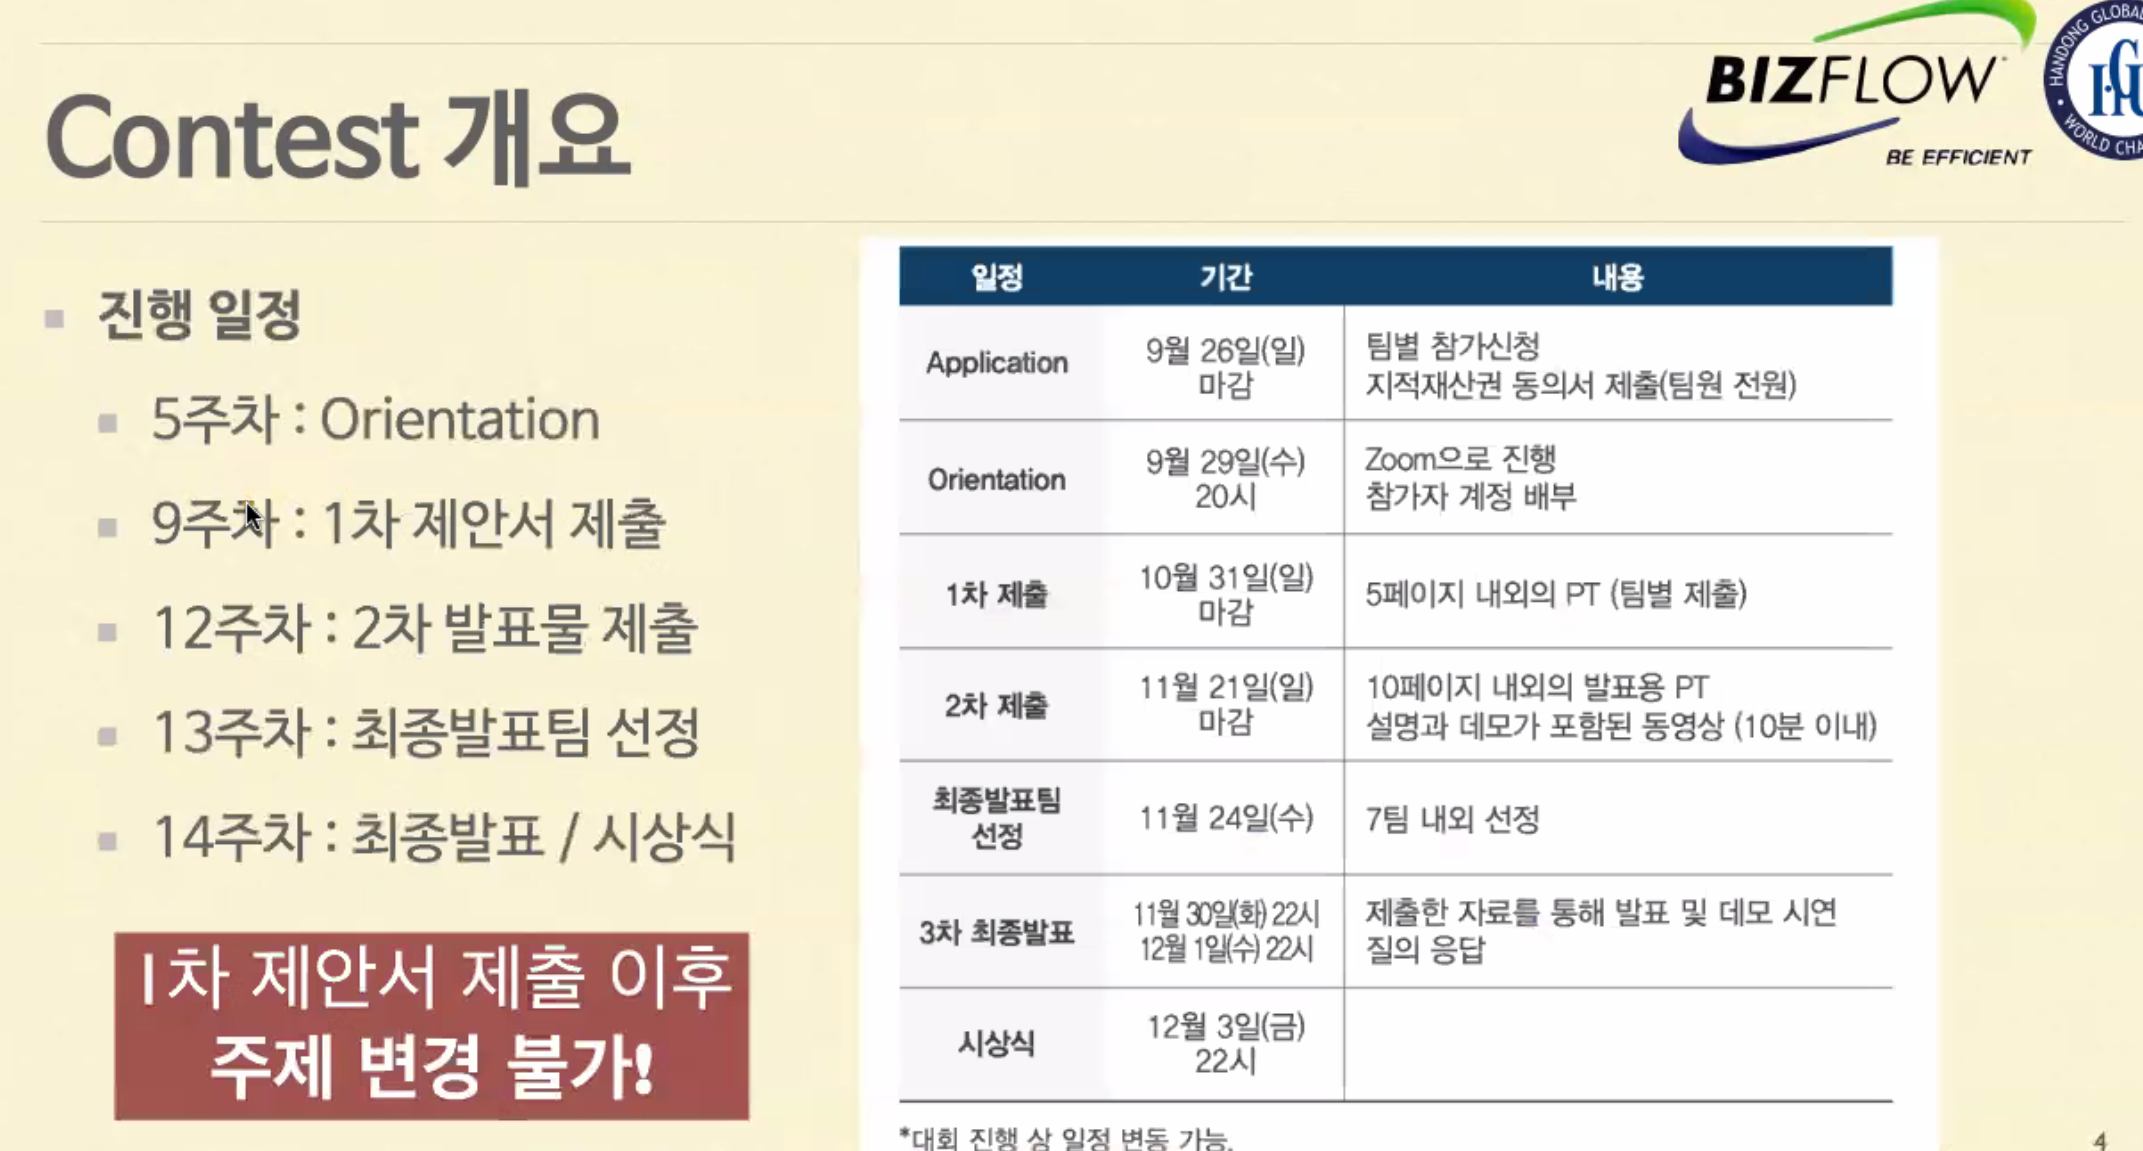 BIZFLOW
BE EFFICIENT
HANDONG GLOBAL
WORLD
HGU
Contest 개요
진행 일정
5주차 : Orientation
9주차 : 1차 제안서 제출
12주차 : 2차 발표물 제출
13주차 : 최종발표팀 선정
14주차 : 최종발표 / 시상식
1차 제안서 제출 이후
주제 변경 불가!
일정 기간 내용
Application 9월 26일(일) 마감 팀별 참가신청
지적재산권 동의서 제출(팀원 전원)
Orientation 9월 29일(수) 20시 Zoom으로 진행
참가자 계정 배부
1차 제출 10월 31일(일) 마감 5페이지 내외의 PT (팀별 제출)
2차 제출 11월 21일(일) 마감 10페이지 내외의 발표용 PT
설명과 데모가 포함된 동영상 (10분 이내)
최종발표팀 선정 11월 24일(수) 7팀 내외 선정
3차 최종발표 11월 30일(화) 22시 제출한 자료를 통해 발표 및 데모 시연
12월 1일(수) 22시 질의 응답
시상식 12월 3일(금) 22시
*대회 진행 상 일정 변동 가능.
4